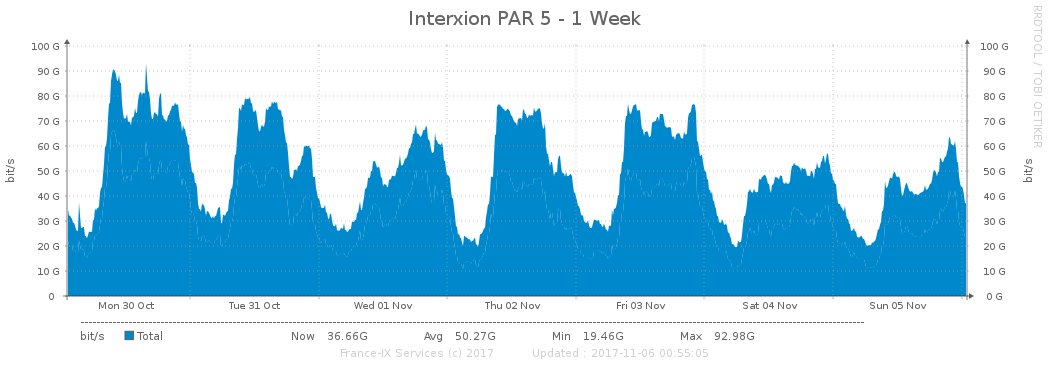 Interxion PAR 5 - 1 Week
RRDTOOL / TOBI OETIKER
100 G 100 G
90 G 90 G
80 G 80 G
70 G 70 G
60 G 60 G
50 G 50 G
40 G 40 G
30 G 30 G
20 G 20 G
10 G 10 G
0 0 G
bit/s bit/s
Mon 30 Oct Tue 31 Oct Wed 01 Nov Thu 02 Nov Fri 03 Nov Sat 04 Nov Sun 05 Nov
bit/s Total Now 36.66G Avg 50.27G Min 19.46G Max 92.98G
France-IX Services (c) 2017 Updated : 2017-11-06 00:55:05